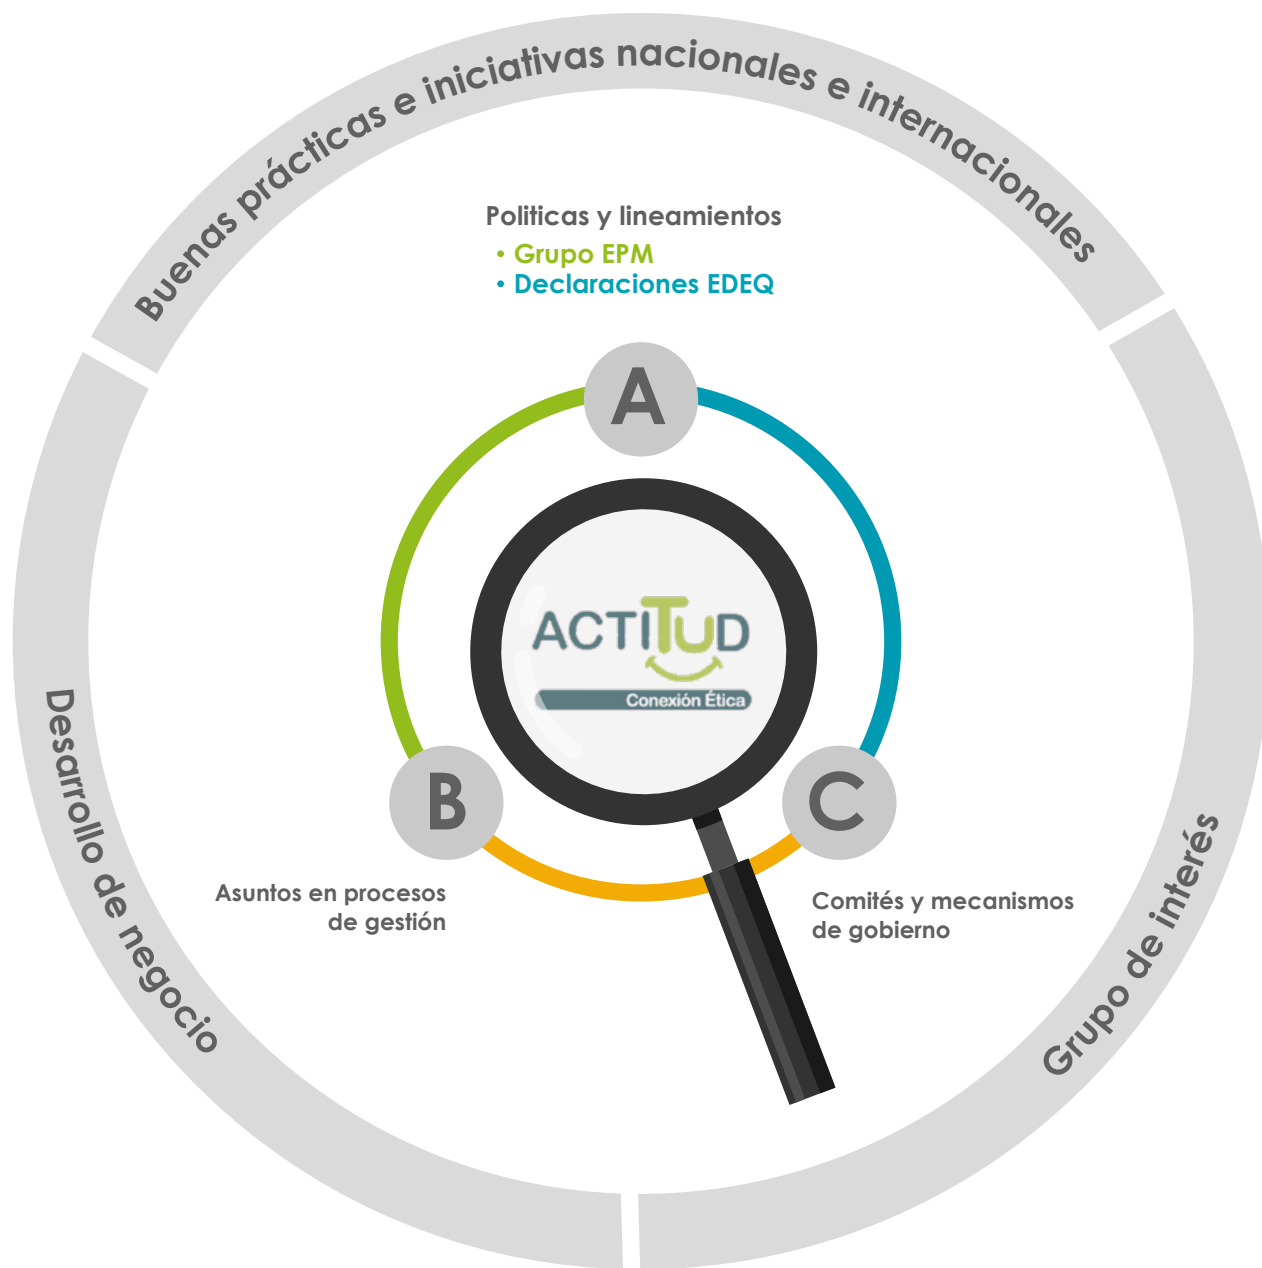 Buenas prácticas e iniciativas nacionales e internacionales
Politicas y lineamientos
• Grupo EPM
• Declaraciones EDEQ
A
ACTITUD
Conexión Ética
B
C
Asuntos en procesos
de gestión
Comités y mecanismos
de gobierno
Desarrollo de negocio
Grupo de interés